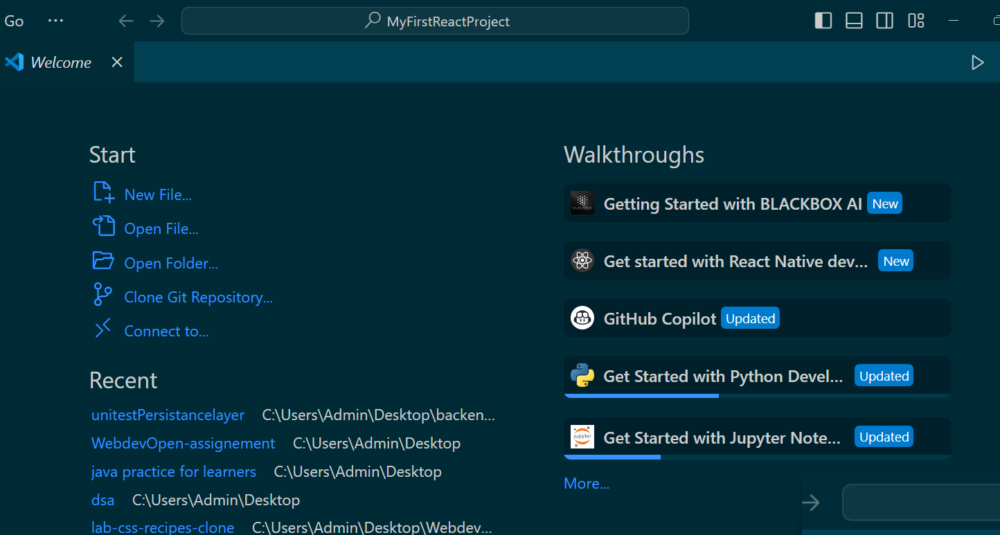 Go ...
MyFirstReactProject
Welcome
Start
New File...
Open File...
Open Folder...
Clone Git Repository...
Connect to...
Recent
unitestPersistancelayer C:\Users\Admin\Desktop\backen...
WebdevOpen-assignement C:\Users\Admin\Desktop
java practice for learners C:\Users\Admin\Desktop
dsa C:\Users\Admin\Desktop
lab-css-recipes-clone C:\Users\Admin\Desktop\Webdev...
Walkthroughs
Getting Started with BLACKBOX AI New
Get started with React Native dev... New
GitHub Copilot Updated
Get Started with Python Devel... Updated
jupyter
Get Started with Jupyter Note... Updated
More...